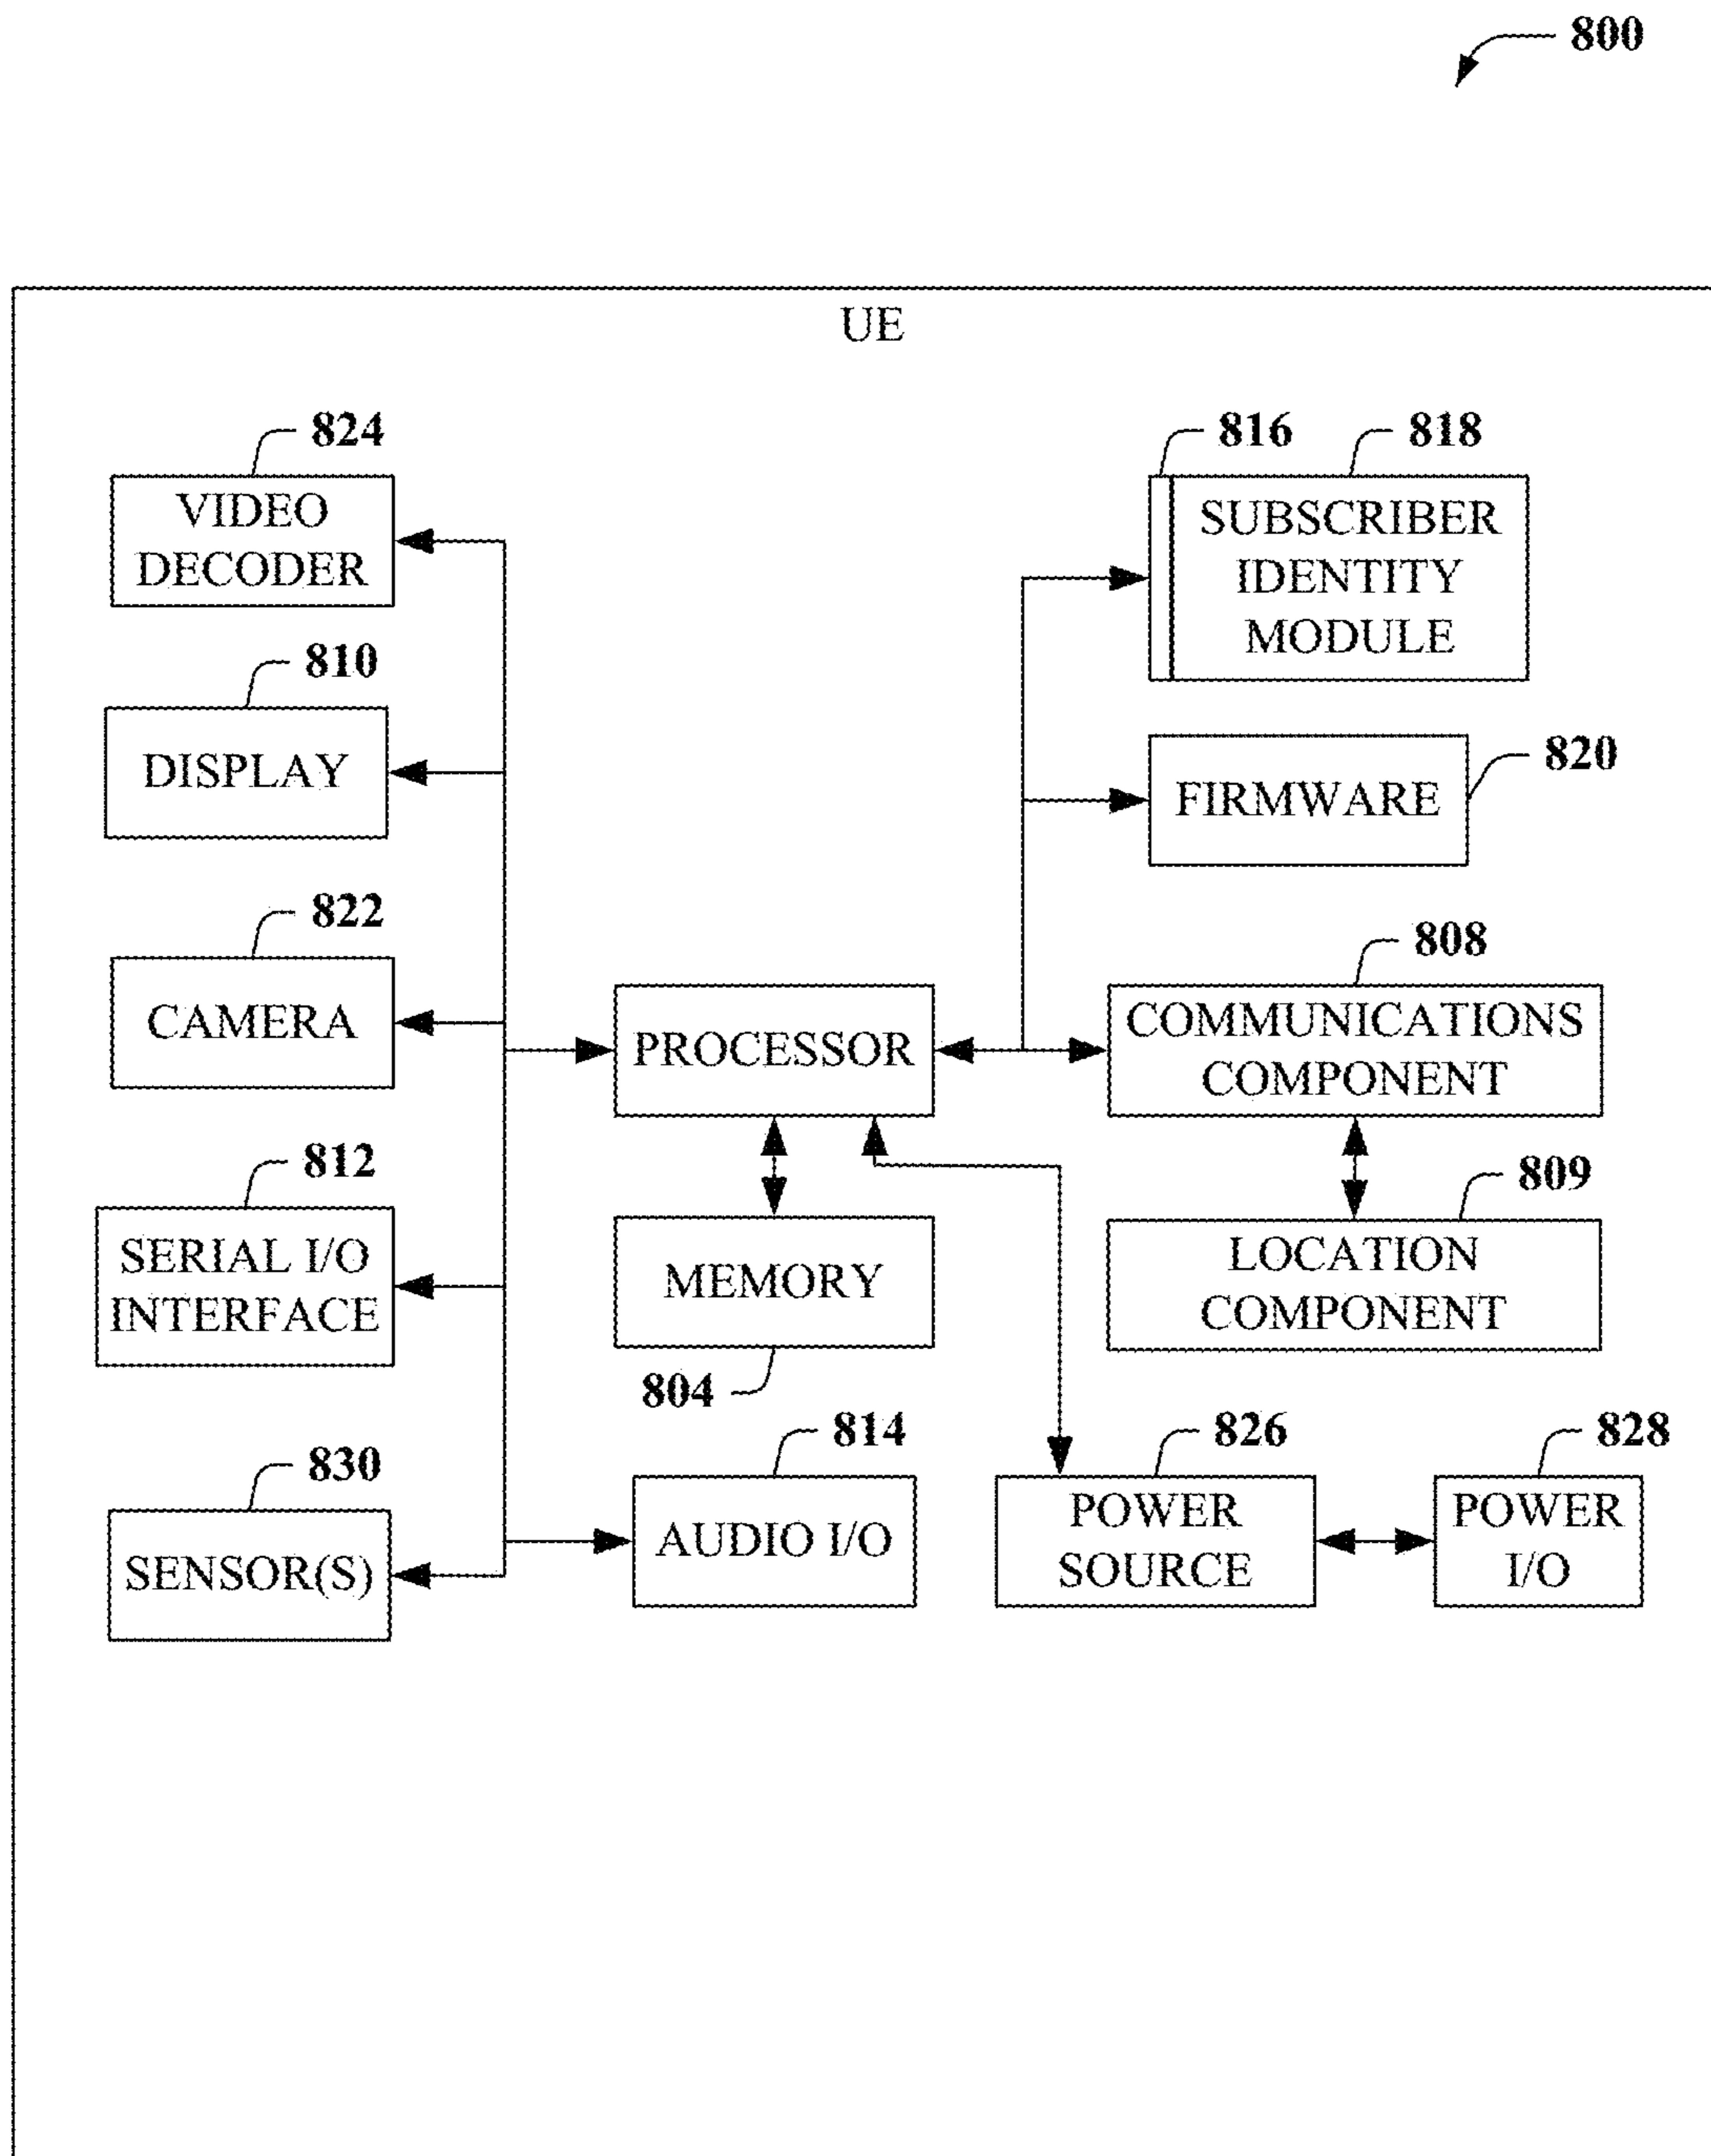 800
UE
824
VIDEO
DECODER
810
DISPLAY
822
CAMERA
812
SERIAL I/O
INTERFACE
830
SENSOR(S)
PROCESSOR
MEMORY
804
814
AUDIO I/O
816
818
SUBSCRIBER
IDENTITY
MODULE
FIRMWARE
820
808
COMMUNICATIONS
COMPONENT
809
LOCATION
COMPONENT
826
POWER
SOURCE
828
POWER
I/O